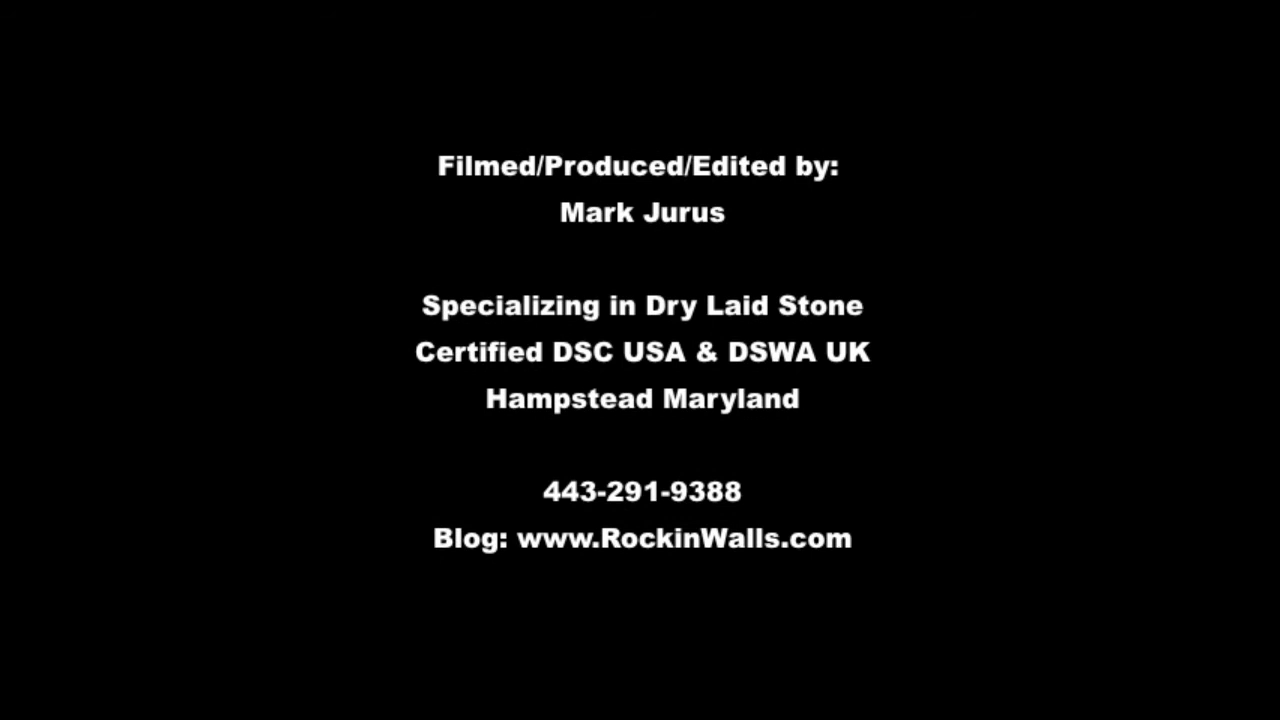 Filmed/Produced/Edited by:
Mark Jurus
Specializing in Dry Laid Stone
Certified DSC USA & DSWA UK
Hampstead Maryland
443-291-9388
Blog: www.RockinWalls.com